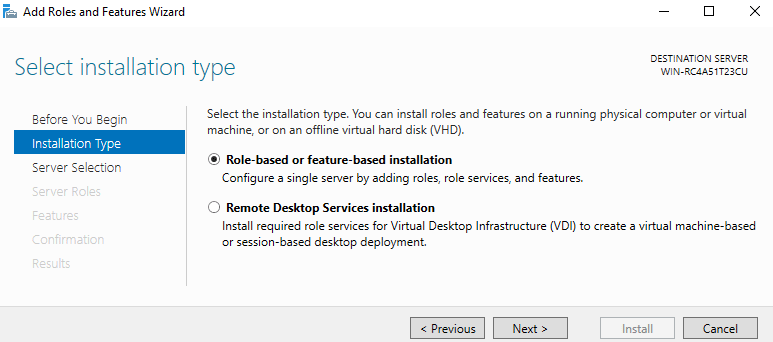 Add Roles and Features Wizard
Select installation type
DESTINATION SERVER
WIN-RC4A51T23CU
Before You Begin
Installation Type
Server Selection
Server Roles
Features
Confirmation
Results
Select the installation type. You can install roles and features on a running physical computer or virtual
machine, or on an offline virtual hard disk (VHD).
Role-based or feature-based installation
Configure a single server by adding roles, role services, and features.
Remote Desktop Services installation
Install required role services for Virtual Desktop Infrastructure (VDI) to create a virtual machine-based
or session-based desktop deployment.
< Previous
Next >
Install
Cancel